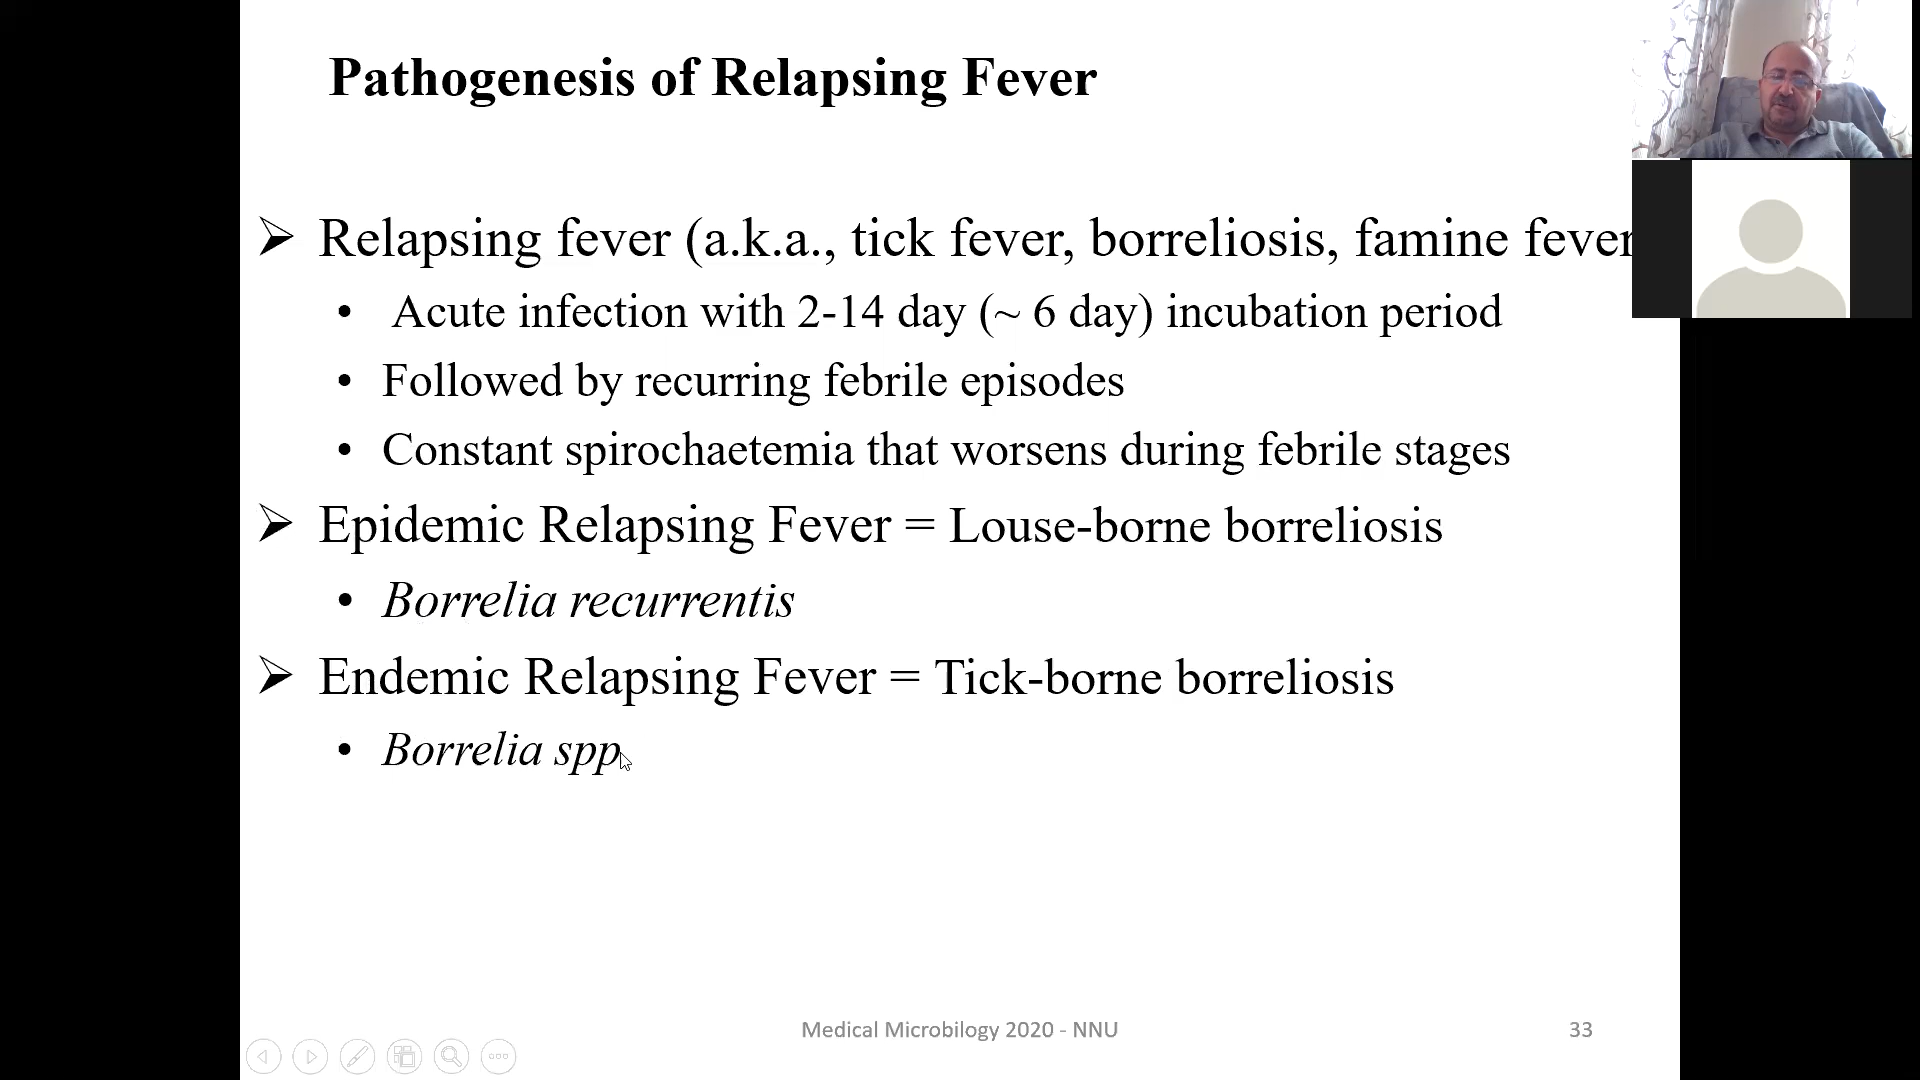 Pathogenesis of Relapsing Fever
➢ Relapsing fever (a.k.a., tick fever, borreliosis, famine fever
• Acute infection with 2-14 day (~ 6 day) incubation period
• Followed by recurring febrile episodes
• Constant spirochaetemia that worsens during febrile stages
➢ Epidemic Relapsing Fever = Louse-borne borreliosis
• Borrelia recurrentis
➢ Endemic Relapsing Fever = Tick-borne borreliosis
• Borrelia spp.
Medical Microbilogy 2020 - NNU
33